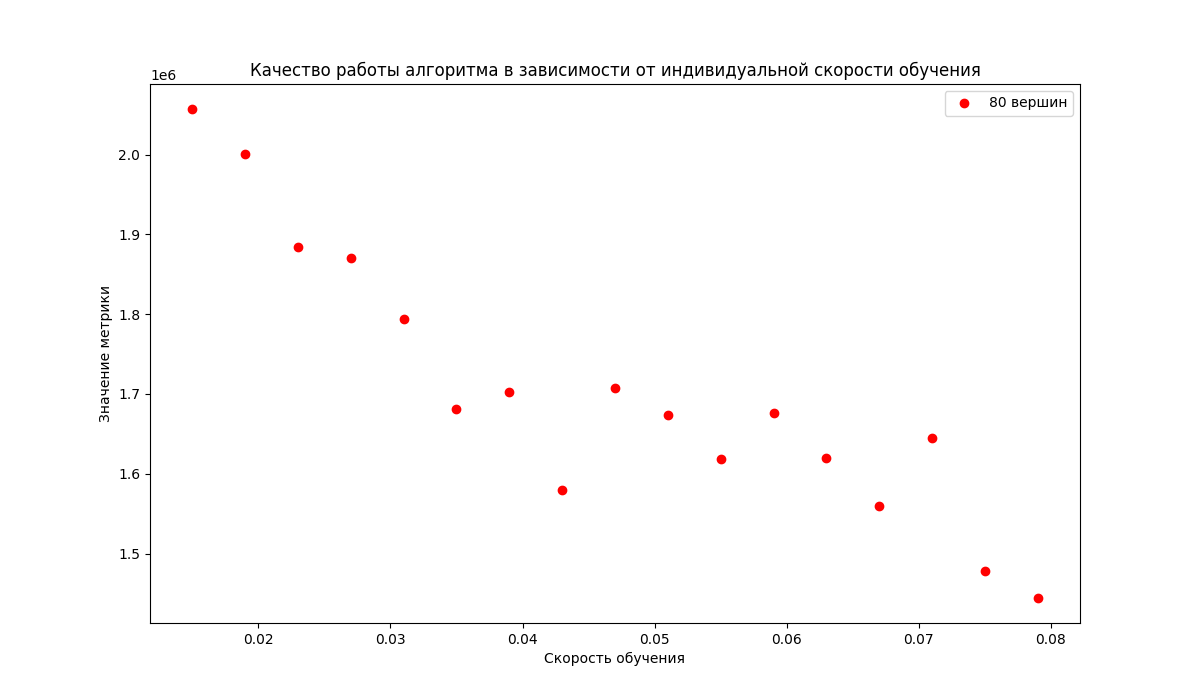 Качество работы алгоритма в зависимости от индивидуальной скорости обучения
1e6
80 вершин
2.0
1.9
1.8
1.7
1.6
1.5
Значение метрики
0.02 0.03 0.04 0.05 0.06 0.07 0.08
Скорость обучения